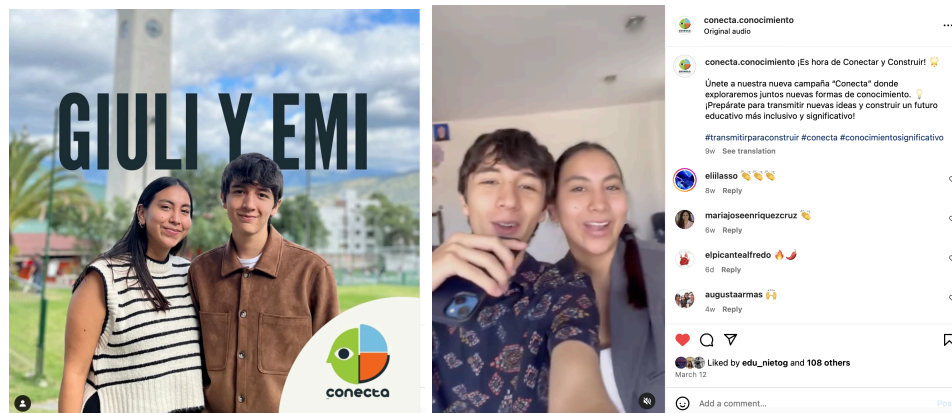 GIULI Y EMI
conecta
conecta.conocimiento
Original audio
conecta.conocimiento ¡Es hora de Conectar y Construir! 🌟
Únete a nuestra nueva campaña "Conecta" donde
exploraremos juntos nuevas formas de conocimiento. 💡
¡Prepárate para transmitir nuevas ideas y construir un futuro
educativo más inclusivo y significativo!
#transmitirparaconstruir #conecta #conocimientosignificativo
9w See translation
eliilasso 👏👏👏
8w Reply
mariajoseenriquezcruz 👏
6w Reply
elpicantealfredo 🔥🌶️
6d Reply
augustaarmas 🙌
4w Reply
Liked by edu_nietog and 108 others
March 12
Add a comment...